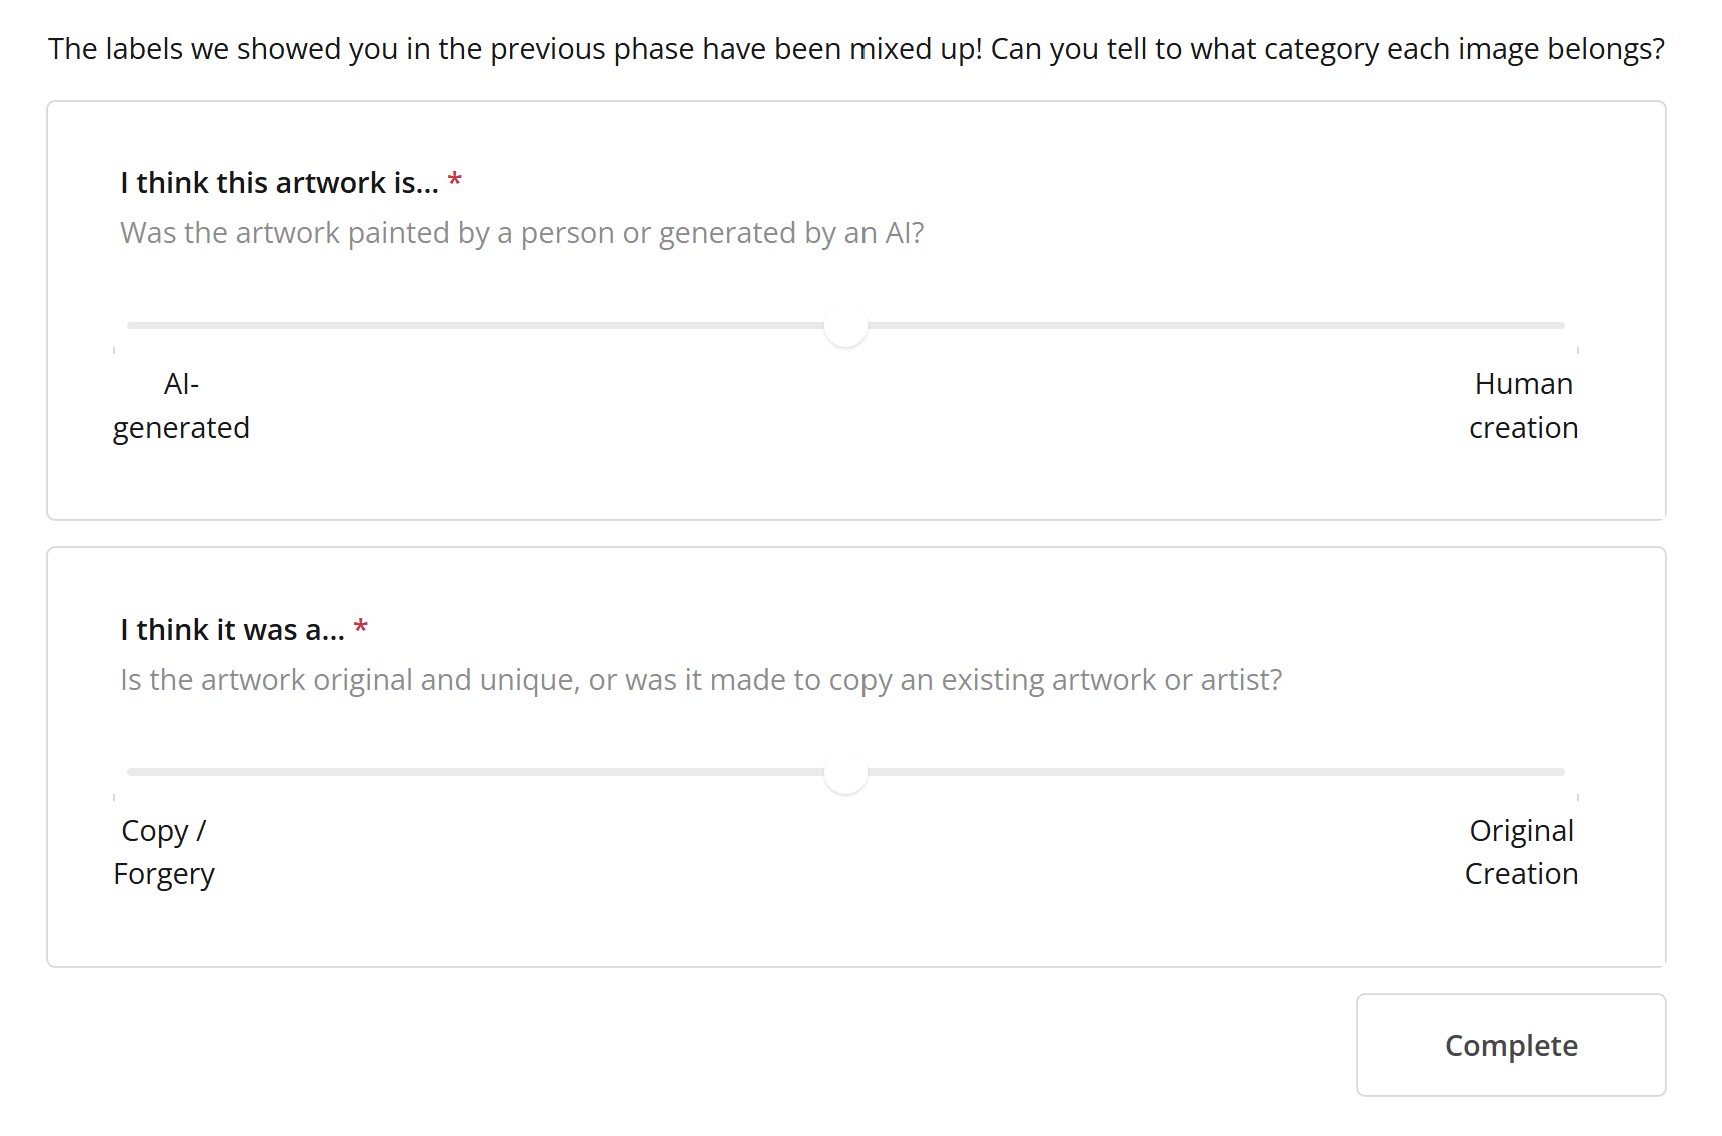 The labels we showed you in the previous phase have been mixed up! Can you tell to what category each image belongs?
I think this artwork is... *
Was the artwork painted by a person or generated by an AI?
AI-
generated
Human
creation
I think it was a... *
Is the artwork original and unique, or was it made to copy an existing artwork or artist?
Copy /
Forgery
Original
Creation
Complete